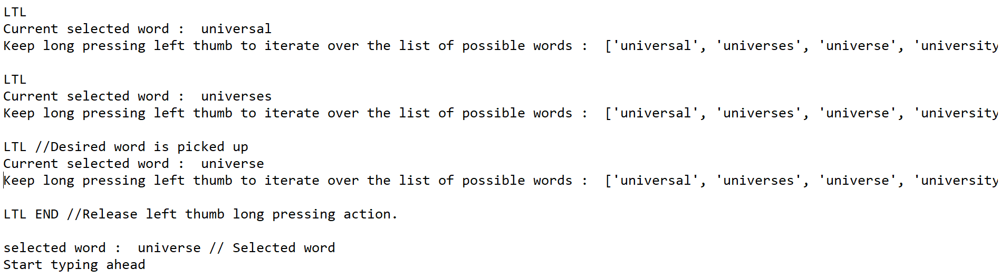 LTL
Current selected word :  universal
Keep long pressing left thumb to iterate over the list of possible words :  ['universal', 'universes', 'universe', 'university
LTL
Current selected word :  universes
Keep long pressing left thumb to iterate over the list of possible words :  ['universal', 'universes', 'universe', 'university
LTL //Desired word is picked up
Current selected word :  universe
Keep long pressing left thumb to iterate over the list of possible words :  ['universal', 'universes', 'universe', 'university
LTL END //Release left thumb long pressing action.
selected word :  universe // Selected word
Start typing ahead